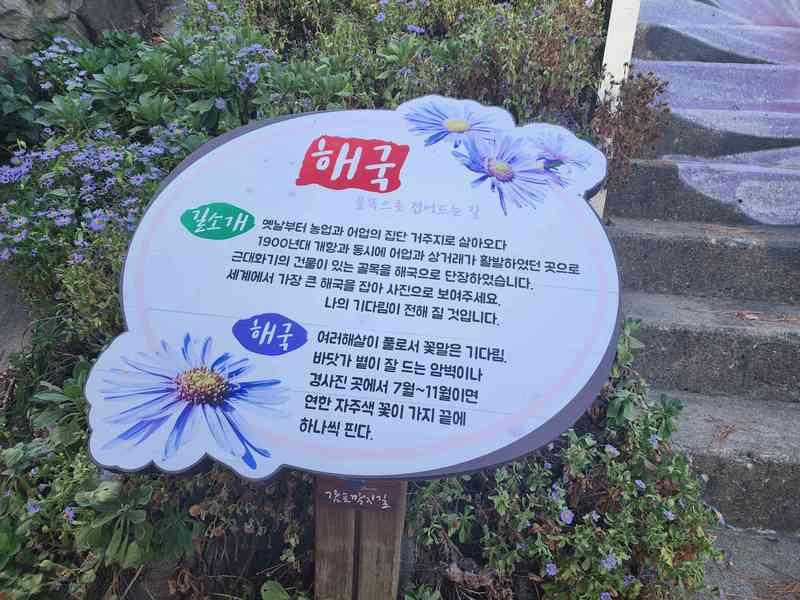 해국
골목으로 접어드는 길
길소개
옛날부터 농업과 어업의 집단 거주지로 살아오다
1900년대 개항과 동시에 어업과 상거래가 활발하였던 곳으로
근대화기의 건물이 있는 골목을 해국으로 단장하였습니다.
세계에서 가장 큰 해국을 잡아 사진으로 보여주세요.
나의 기다림이 전해 질 것입니다.
해국
여러해살이 풀로서 꽃말은 기다림.
바닷가 볕이 잘 드는 암벽이나
경사진 곳에서 7월~11월이면
연한 자주색 꽃이 가지 끝에
하나씩 핀다.
감포깍지길